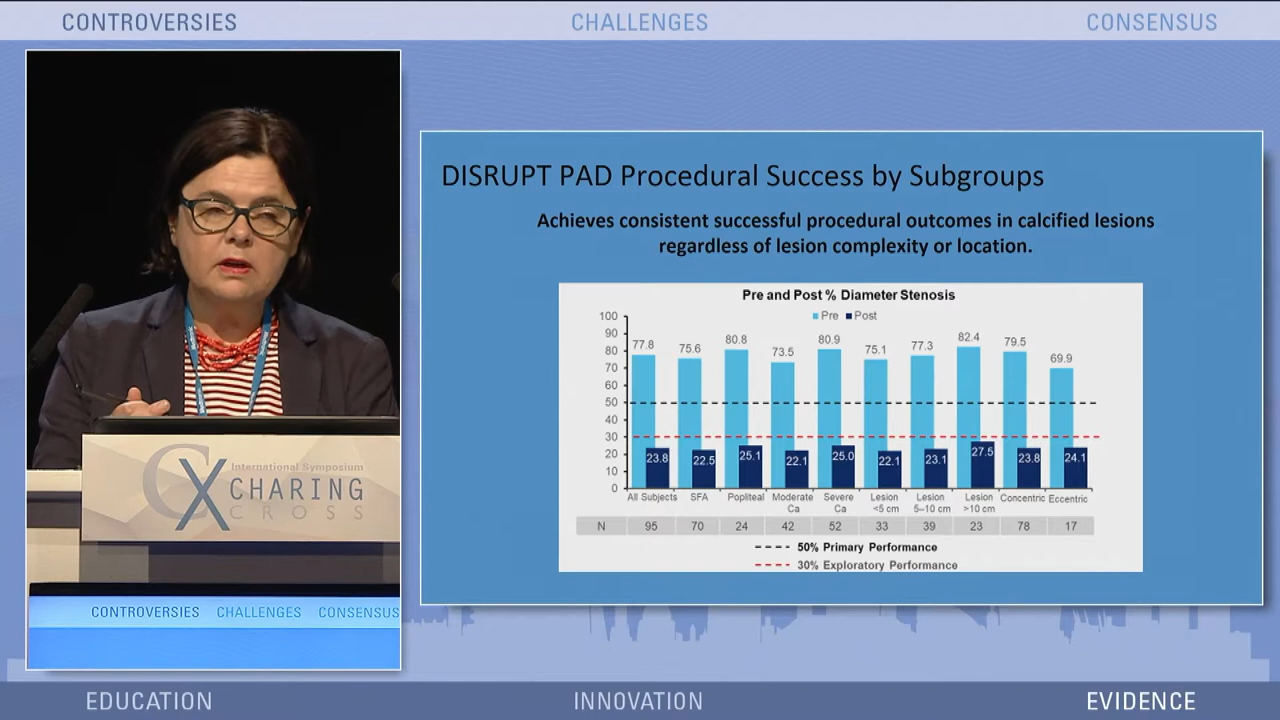 CONTROVERSIES CHALLENGES CONSENSUS
CX
International Symposium
CHARING
CROSS
CONTROVERSIES CHALLENGES CONSENSUS
DISRUPT PAD Procedural Success by Subgroups
Achieves consistent successful procedural outcomes in calcified lesions
regardless of lesion complexity or location.
Pre and Post % Diameter Stenosis
Pre Post
100
90
80
70
60
50
40
30
20
10
0
77.8 75.6 80.8 73.5 80.9 75.1 77.3 82.4 79.5 69.9
23.8 22.5 25.1 22.1 25.0 22.1 23.1 27.5 23.8 24.1
All Subjects SFA Popliteal Moderate Severe Lesion Lesion Lesion Concentric Eccentric
Ca Ca <5 cm 5–10 cm >10 cm
N 95 70 24 42 52 33 39 23 78 17
50% Primary Performance
30% Exploratory Performance
EDUCATION INNOVATION EVIDENCE